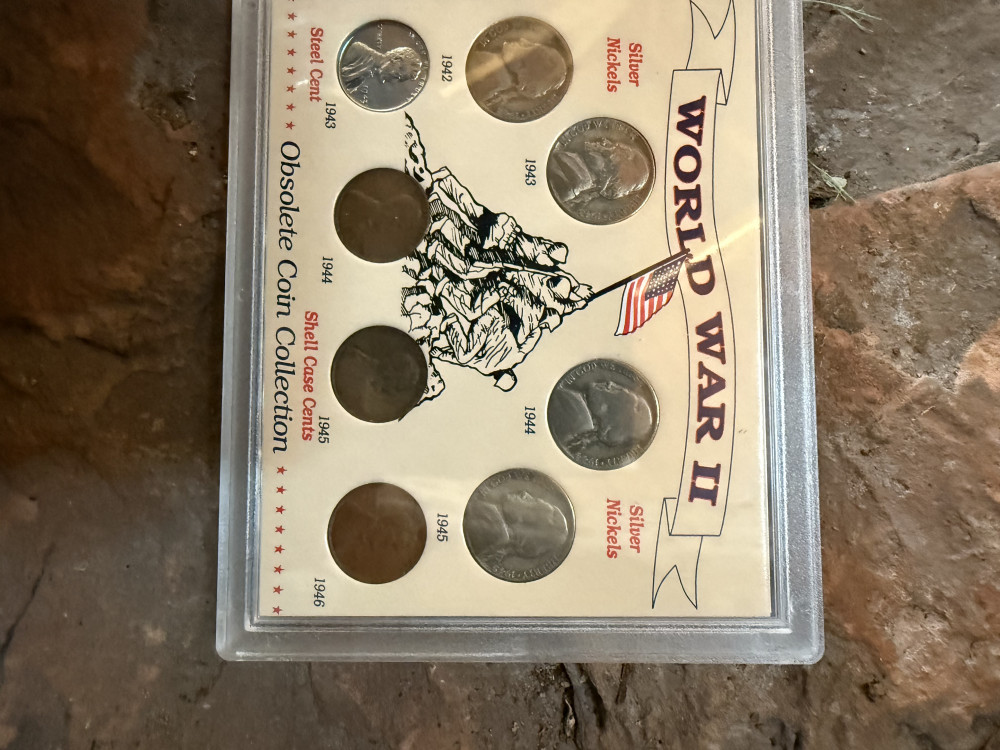 WORLD WAR II
Silver
Nickels
Silver
Nickels
1942
1943
1944
1945
Steel Cent
1943
1944
Shell Case Cents
1945
1946
Obsolete Coin Collection